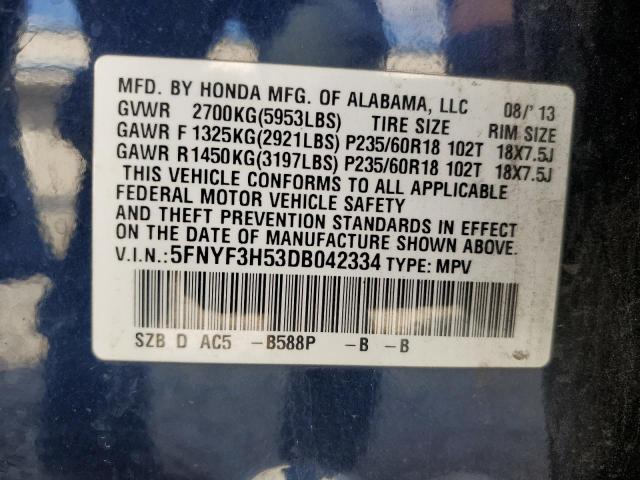 MFD. BY HONDA MFG. OF ALABAMA, LLC 08/'13
GVWR 2700KG(5953LBS) TIRE SIZE RIM SIZE
GAWR F 1325KG(2921LBS) P235/60R18 102T 18X7.5J
GAWR R1450KG(3197LBS) P235/60R18 102T 18X7.5J
THIS VEHICLE CONFORMS TO ALL APPLICABLE
FEDERAL MOTOR VEHICLE SAFETY
AND THEFT PREVENTION STANDARDS IN EFFECT
ON THE DATE OF MANUFACTURE SHOWN ABOVE.
V.I.N.:5FNYF3H53DB042334 TYPE: MPV
SZB D AC5 -B588P -B -B